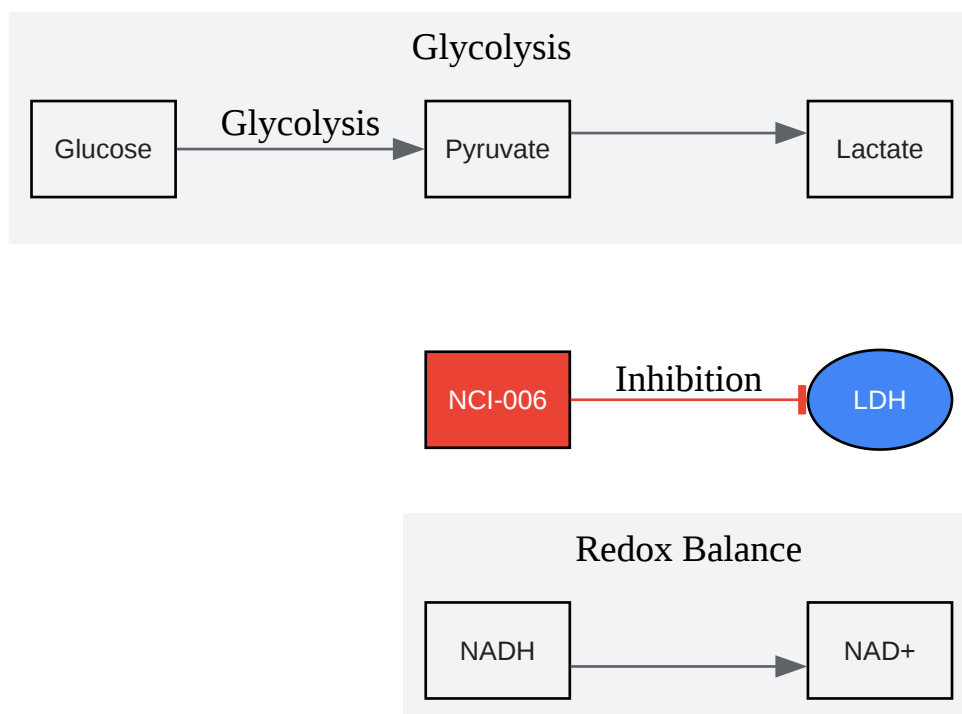 Glycolysis
Glycolysis
Glucose
Pyruvate
Lactate
Inhibition
NCI-006
LDH
Redox Balance
NADH
NAD+